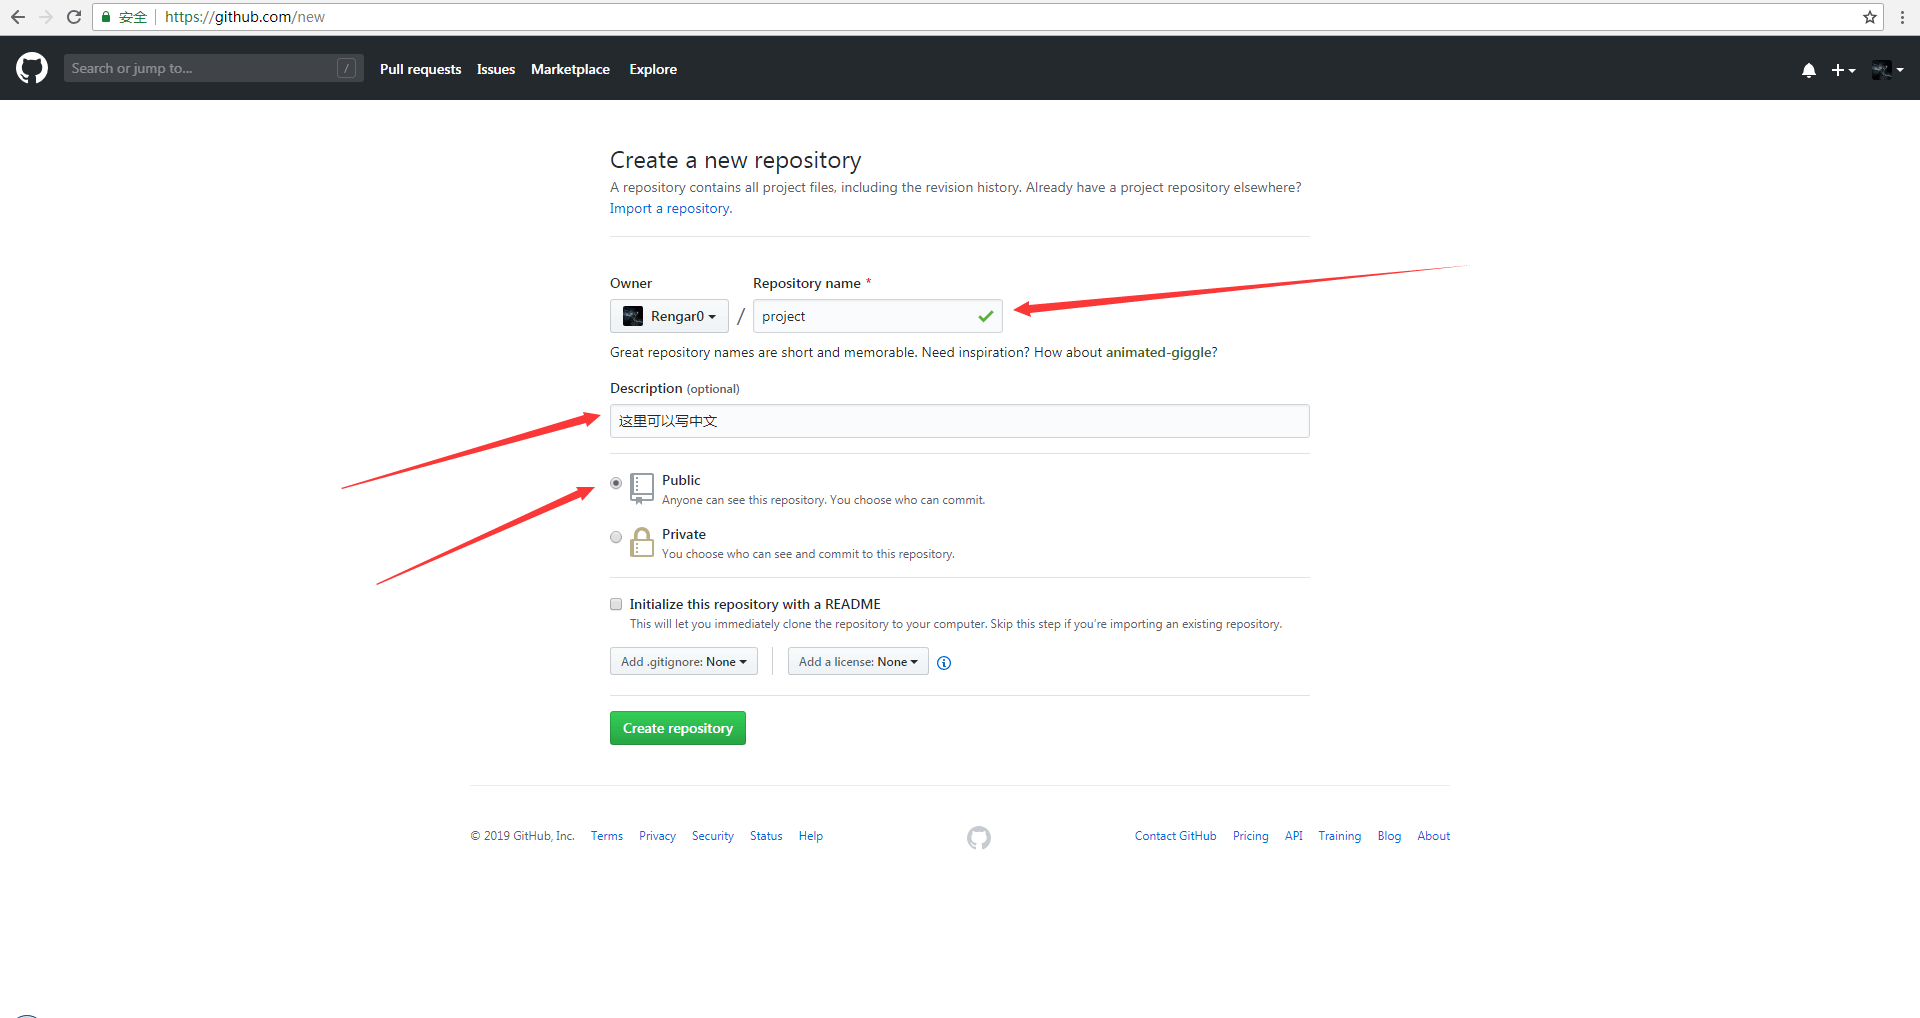 安全 https://github.com/new
Search or jump to... / Pull requests Issues Marketplace Explore
Create a new repository
A repository contains all project files, including the revision history. Already have a project repository elsewhere?
Import a repository.
Owner Repository name *
Rengar0 / project
Great repository names are short and memorable. Need inspiration? How about animated-giggle?
Description (optional)
这里可以写中文
Public
Anyone can see this repository. You choose who can commit.
Private
You choose who can see and commit to this repository.
Initialize this repository with a README
This will let you immediately clone the repository to your computer. Skip this step if you're importing an existing repository.
Add .gitignore: None Add a license: None
Create repository
© 2019 GitHub, Inc. Terms Privacy Security Status Help Contact GitHub Pricing API Training Blog About